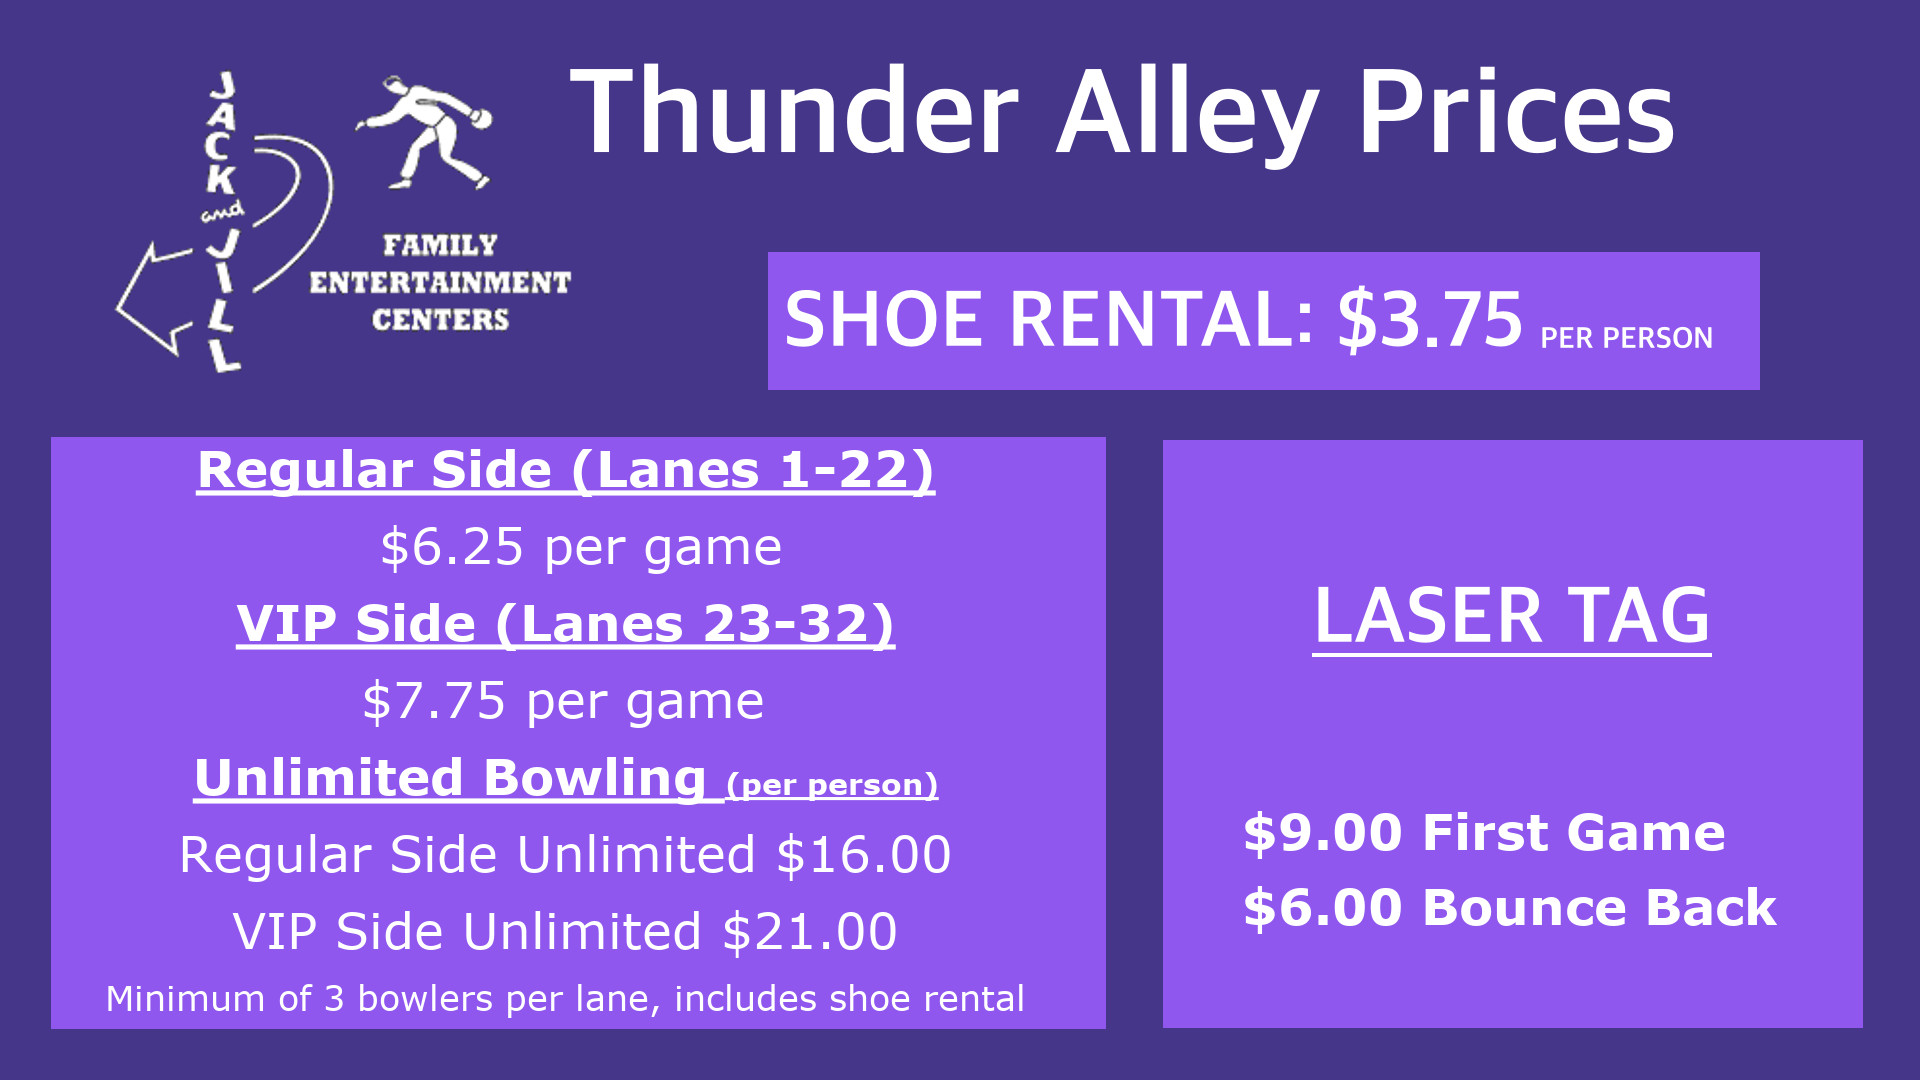 JACK
and
JILL
FAMILY
ENTERTAINMENT
CENTERS
Thunder Alley Prices
SHOE RENTAL: $3.75 PER PERSON
Regular Side (Lanes 1-22)
$6.25 per game
VIP Side (Lanes 23-32)
$7.75 per game
Unlimited Bowling (per person)
Regular Side Unlimited $16.00
VIP Side Unlimited $21.00
Minimum of 3 bowlers per lane, includes shoe rental
LASER TAG
$9.00 First Game
$6.00 Bounce Back